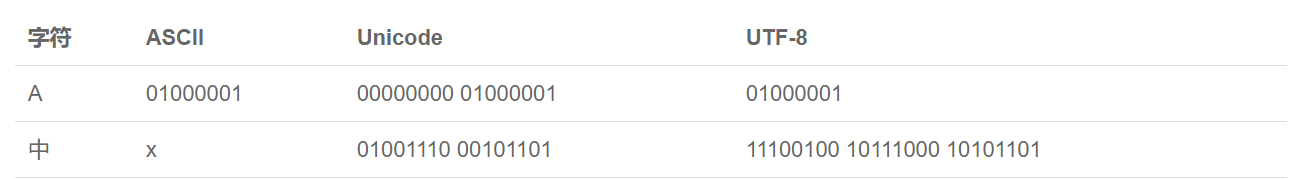 字符 ASCII Unicode UTF-8
A 01000001 00000000 01000001 01000001
中 x 01001110 00101101 11100100 10111000 10101101